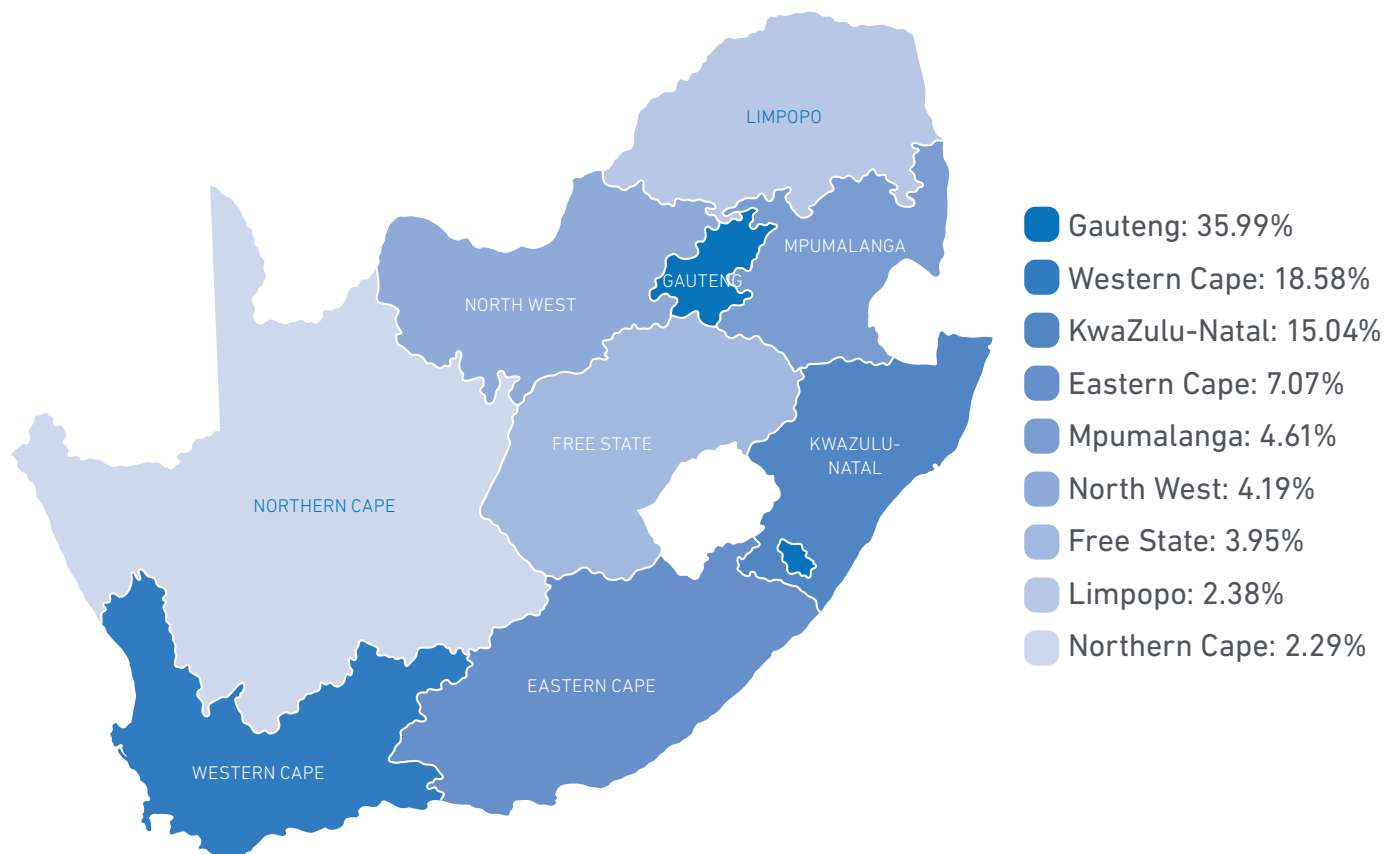 LIMPOPO
MPUMALANGA
GAUTENG
NORTH WEST
FREE STATE
KWAZULU-
NATAL
NORTHERN CAPE
EASTERN CAPE
WESTERN CAPE
Gauteng: 35.99%
Western Cape: 18.58%
KwaZulu-Natal: 15.04%
Eastern Cape: 7.07%
Mpumalanga: 4.61%
North West: 4.19%
Free State: 3.95%
Limpopo: 2.38%
Northern Cape: 2.29%